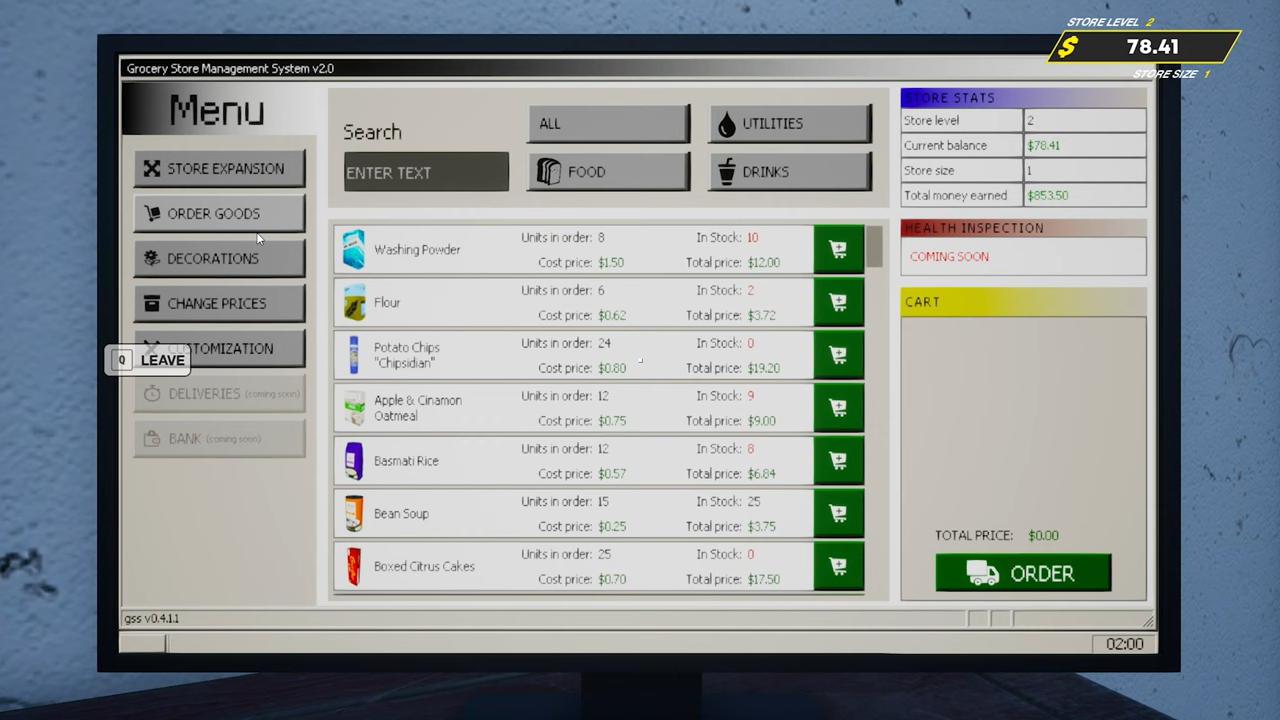 STORE LEVEL 2
$ 78.41
STORE SIZE 1
Grocery Store Management System v2.0
Menu
STORE EXPANSION
ORDER GOODS
DECORATIONS
CHANGE PRICES
CUSTOMIZATION
Q LEAVE
DELIVERIES (coming soon)
BANK (coming soon)
Search
ENTER TEXT
ALL
UTILITIES
FOOD
DRINKS
Washing Powder
Units in order: 8 In Stock: 10
Cost price: $1.50 Total price: $12.00
Flour
Units in order: 6 In Stock: 2
Cost price: $0.62 Total price: $3.72
Potato Chips
"Chipsidian"
Units in order: 24 In Stock: 0
Cost price: $0.80 Total price: $19.20
Apple & Cinamon
Oatmeal
Units in order: 12 In Stock: 9
Cost price: $0.75 Total price: $9.00
Basmati Rice
Units in order: 12 In Stock: 8
Cost price: $0.57 Total price: $6.84
Bean Soup
Units in order: 15 In Stock: 25
Cost price: $0.25 Total price: $3.75
Boxed Citrus Cakes
Units in order: 25 In Stock: 0
Cost price: $0.70 Total price: $17.50
STORE STATS
Store level 2
Current balance $78.41
Store size 1
Total money earned $853.50
HEALTH INSPECTION
COMING SOON
CART
TOTAL PRICE: $0.00
ORDER
gss v0.4.1.1
02:00